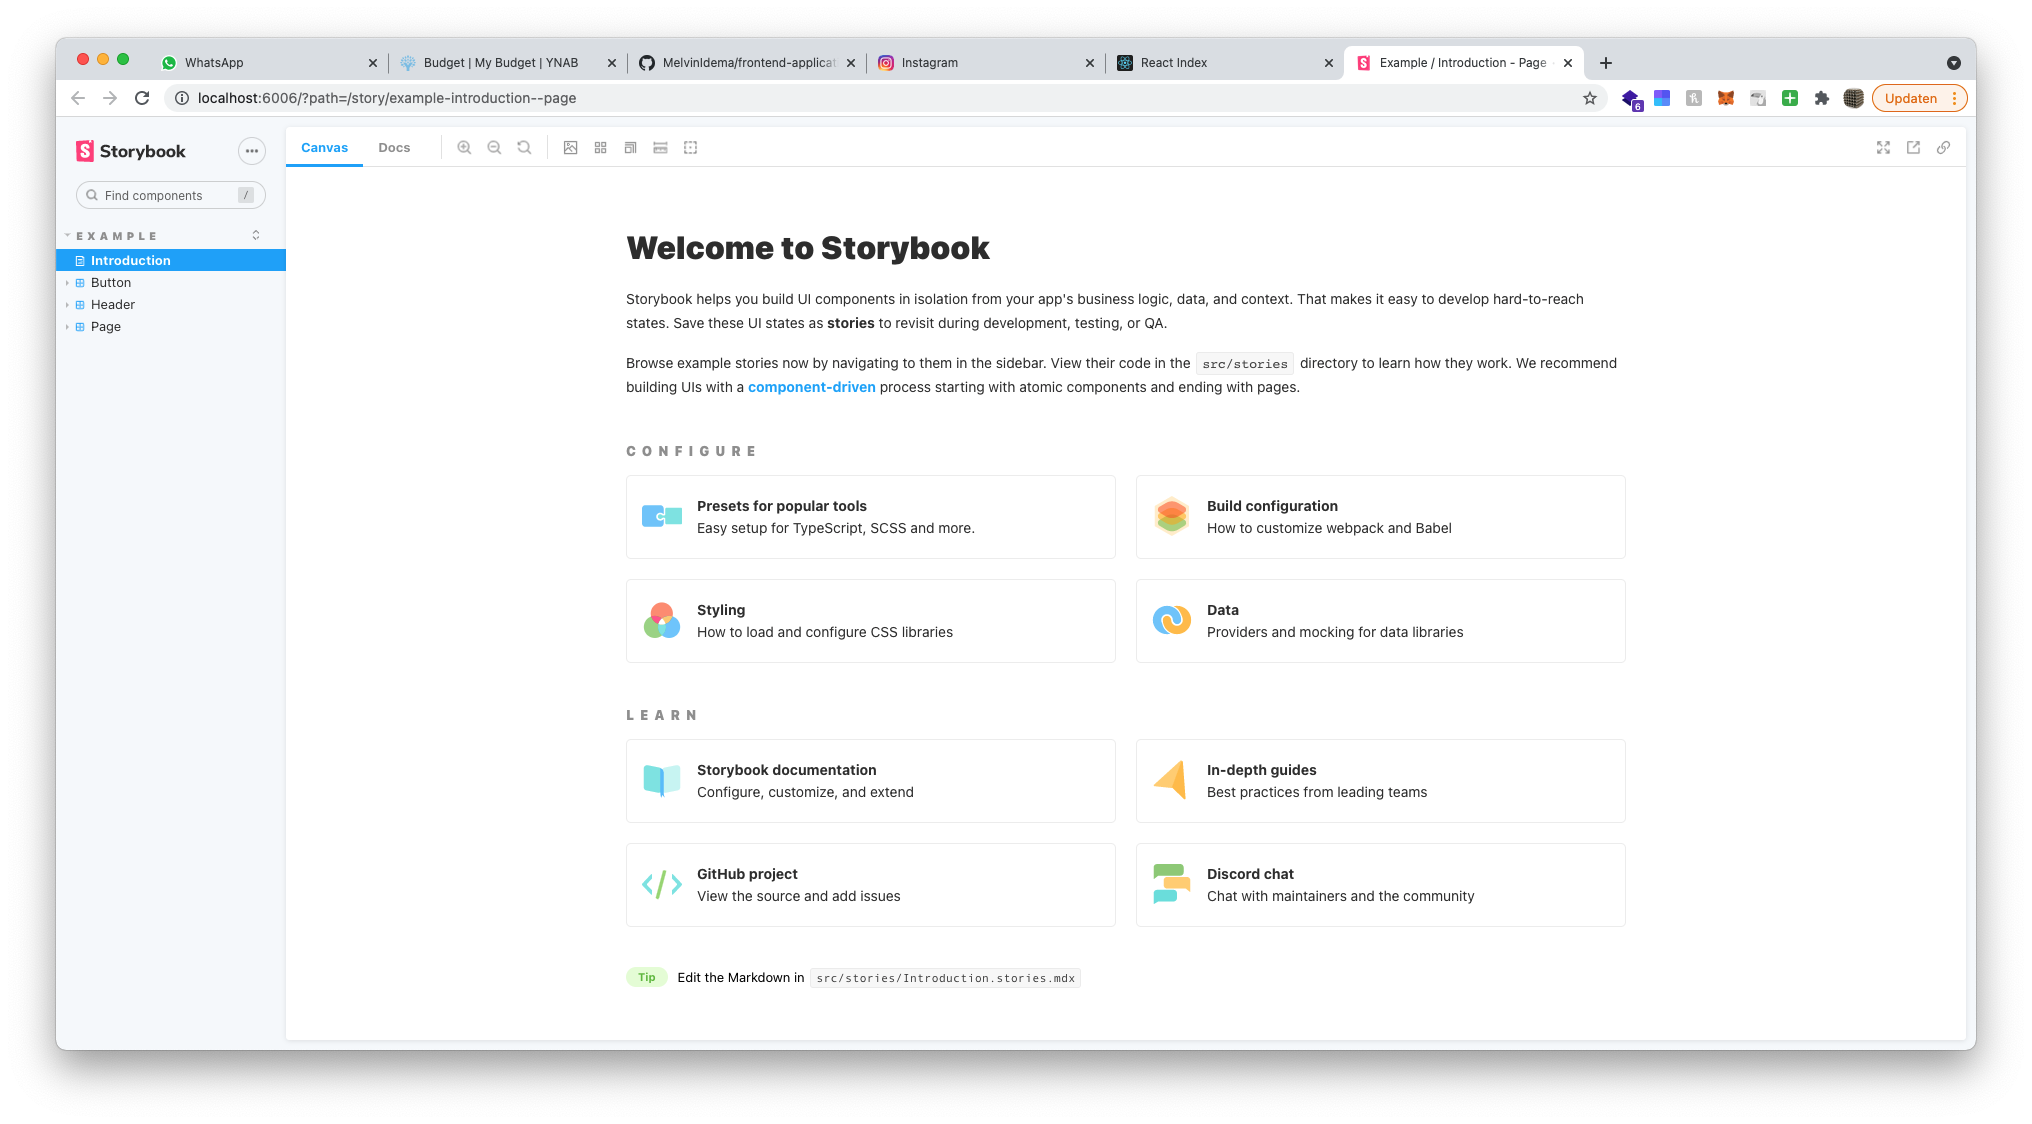 WhatsApp
Budget | My Budget | YNAB
MelvinIdema/frontend-applicat
Instagram
React Index
Example / Introduction - Page
localhost:6006/?path=/story/example-introduction--page
6
Updaten
Storybook
Canvas
Docs
Find components
/
EXAMPLE
Introduction
Button
Header
Page
Welcome to Storybook
Storybook helps you build UI components in isolation from your app's business logic, data, and context. That makes it easy to develop hard-to-reach
states. Save these UI states as stories to revisit during development, testing, or QA.
Browse example stories now by navigating to them in the sidebar. View their code in the src/stories directory to learn how they work. We recommend
building UIs with a component-driven process starting with atomic components and ending with pages.
CONFIGURE
Presets for popular tools
Easy setup for TypeScript, SCSS and more.
Build configuration
How to customize webpack and Babel
Styling
How to load and configure CSS libraries
Data
Providers and mocking for data libraries
LEARN
Storybook documentation
Configure, customize, and extend
In-depth guides
Best practices from leading teams
GitHub project
View the source and add issues
Discord chat
Chat with maintainers and the community
Tip
Edit the Markdown in src/stories/Introduction.stories.mdx